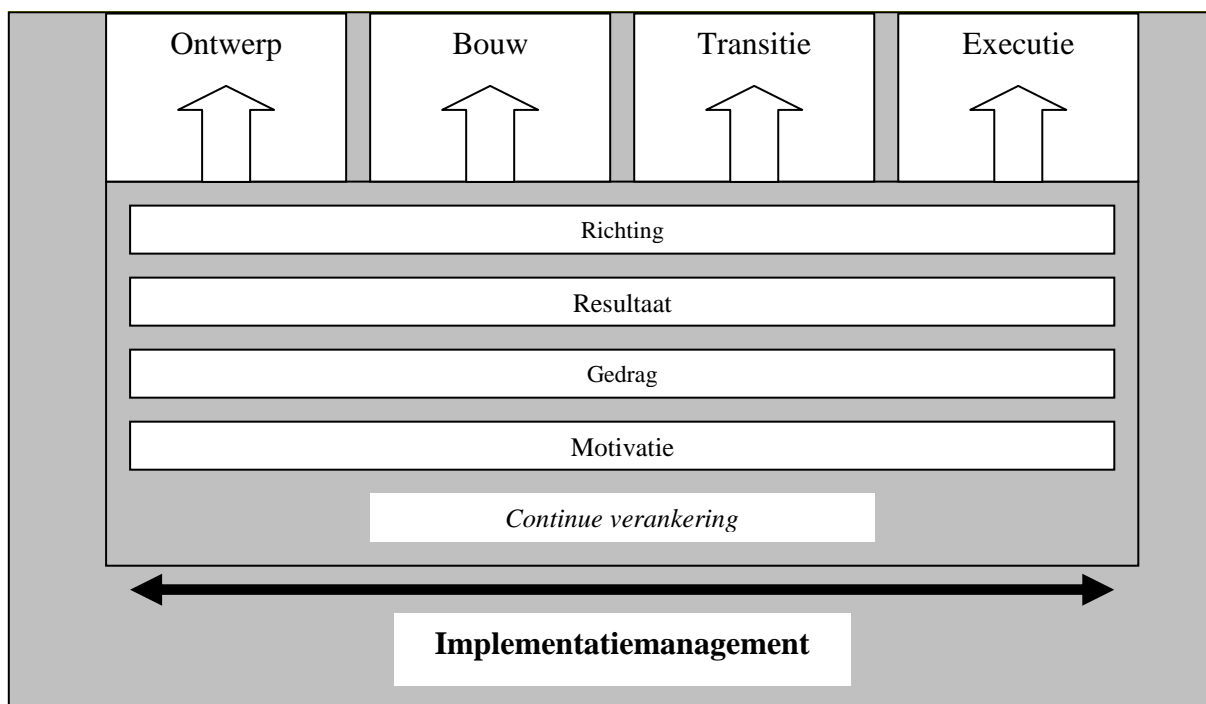 Ontwerp Bouw Transitie Executie
Richting
Resultaat
Gedrag
Motivatie
Continue verankering
Implementatiemanagement